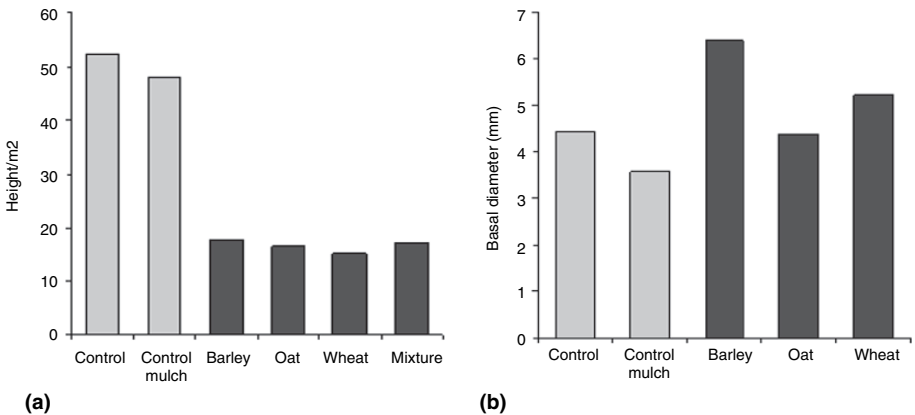 Height/m2
60
50
40
30
20
10
0
Control
Control
mulch
Barley
Oat
Wheat
Mixture
(a)
Basal diameter (mm)
7
6
5
4
3
2
1
0
Control
Control
mulch
Barley
Oat
Wheat
(b)